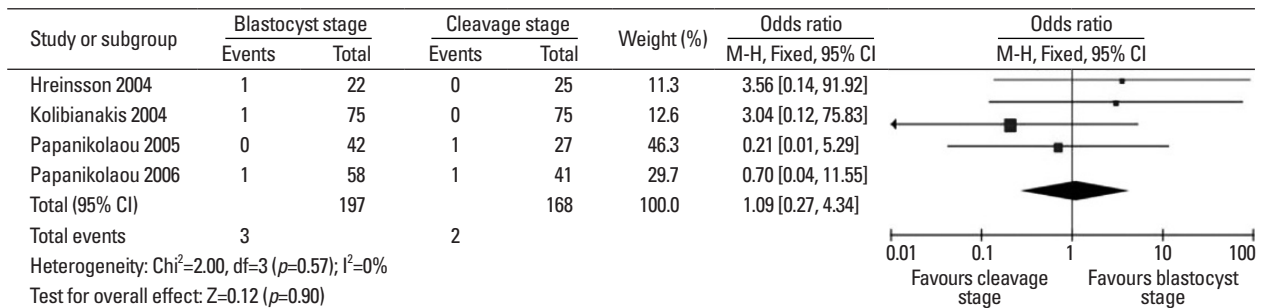 Study or subgroup Blastocyst stage Cleavage stage Weight (%) Odds ratio Odds ratio
Events Total Events Total M-H, Fixed, 95% CI M-H, Fixed, 95% CI
Hreinsson 2004 1 22 0 25 11.3 3.56 [0.14, 91.92]
Kolibianakis 2004 1 75 0 75 12.6 3.04 [0.12, 75.83]
Papanikolaou 2005 0 42 1 27 46.3 0.21 [0.01, 5.29]
Papanikolaou 2006 1 58 1 41 29.7 0.70 [0.04, 11.55]
Total (95% CI) 197 168 100.0 1.09 [0.27, 4.34]
Total events 3 2
Heterogeneity: Chi²=2.00, df=3 (p=0.57); I²=0%
Test for overall effect: Z=0.12 (p=0.90)
0.01 0.1 1 10 100
Favours cleavage stage Favours blastocyst stage